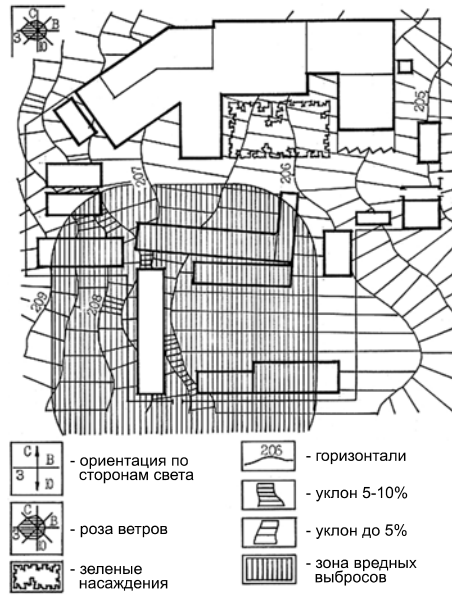 С
З В
Ю
205
207
206
209
208
С
В
З
Ю
- ориентация по
сторонам света
С
В
З
Ю
- роза ветров
- зеленые
насаждения
206
- горизонтали
- уклон 5-10%
- уклон до 5%
- зона вредных
выбросов